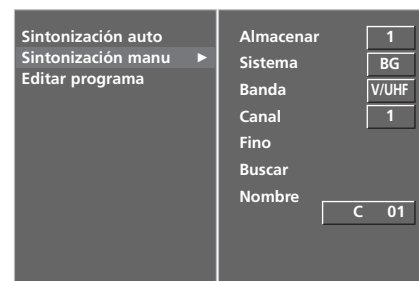 Sintonización auto
Sintonización manu ►
Editar programa
Almacenar 1
Sistema BG
Banda V/UHF
Canal 1
Fino
Buscar
Nombre
C 01